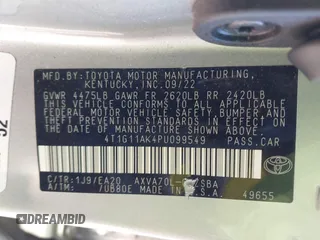 MFD.BY:TOYOTA MOTOR MANUFACTURING,
KENTUCKY,INC.09/22
GVWR 4475LB GAWR FR 2620LB RR 2420LB
THIS VEHICLE CONFORMS TO ALL APPLICABLE
FEDERAL MOTOR VEHICLE SAFETY, BUMPER, AND
THEFT PREVENTION STANDARDS IN EFFECT ON
THE DATE OF MANUFACTURE SHOWN ABOVE.
4T1G11AK4PU099549 PASS.CAR
C/TR:1J9/EA20 AXVA70L-
A/TM: /UB80E MADE IN U.S.A. 49655